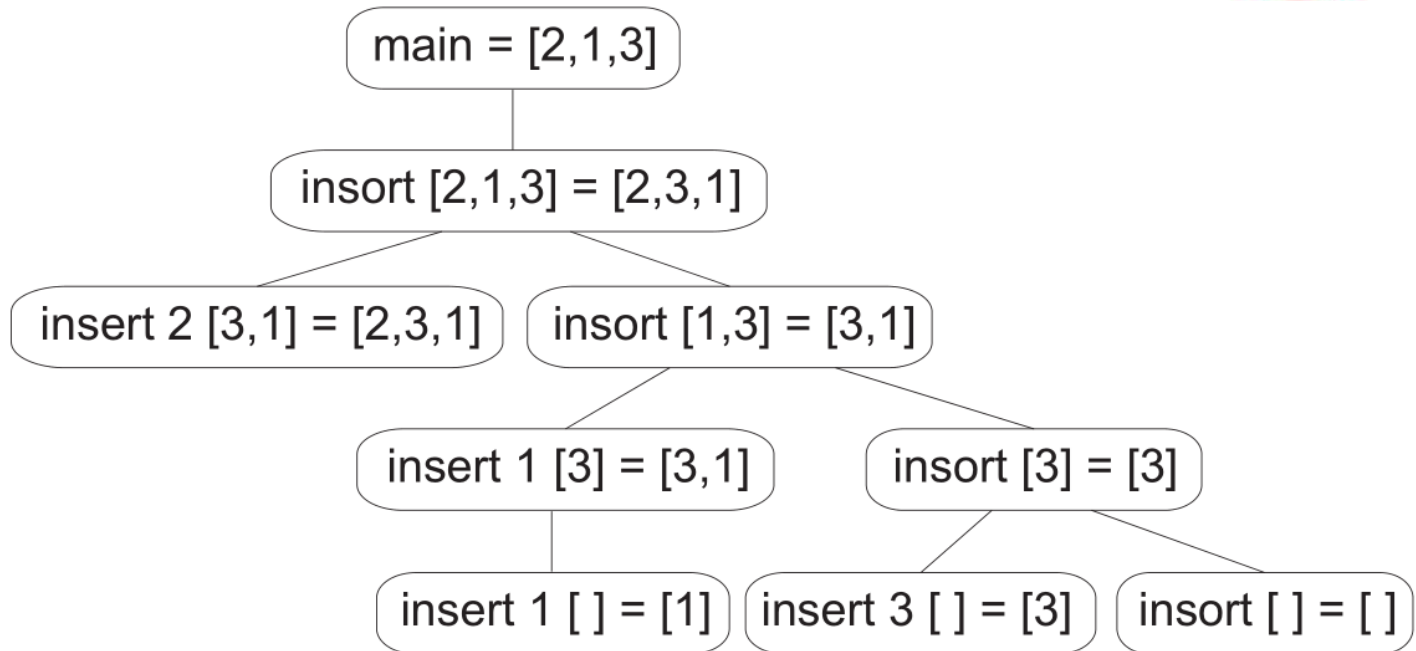 main = [2,1,3]
insort [2,1,3] = [2,3,1]
insert 2 [3,1] = [2,3,1]
insort [1,3] = [3,1]
insert 1 [3] = [3,1]
insort [3] = [3]
insert 1 [ ] = [1]
insert 3 [ ] = [3]
insort [ ] = [ ]